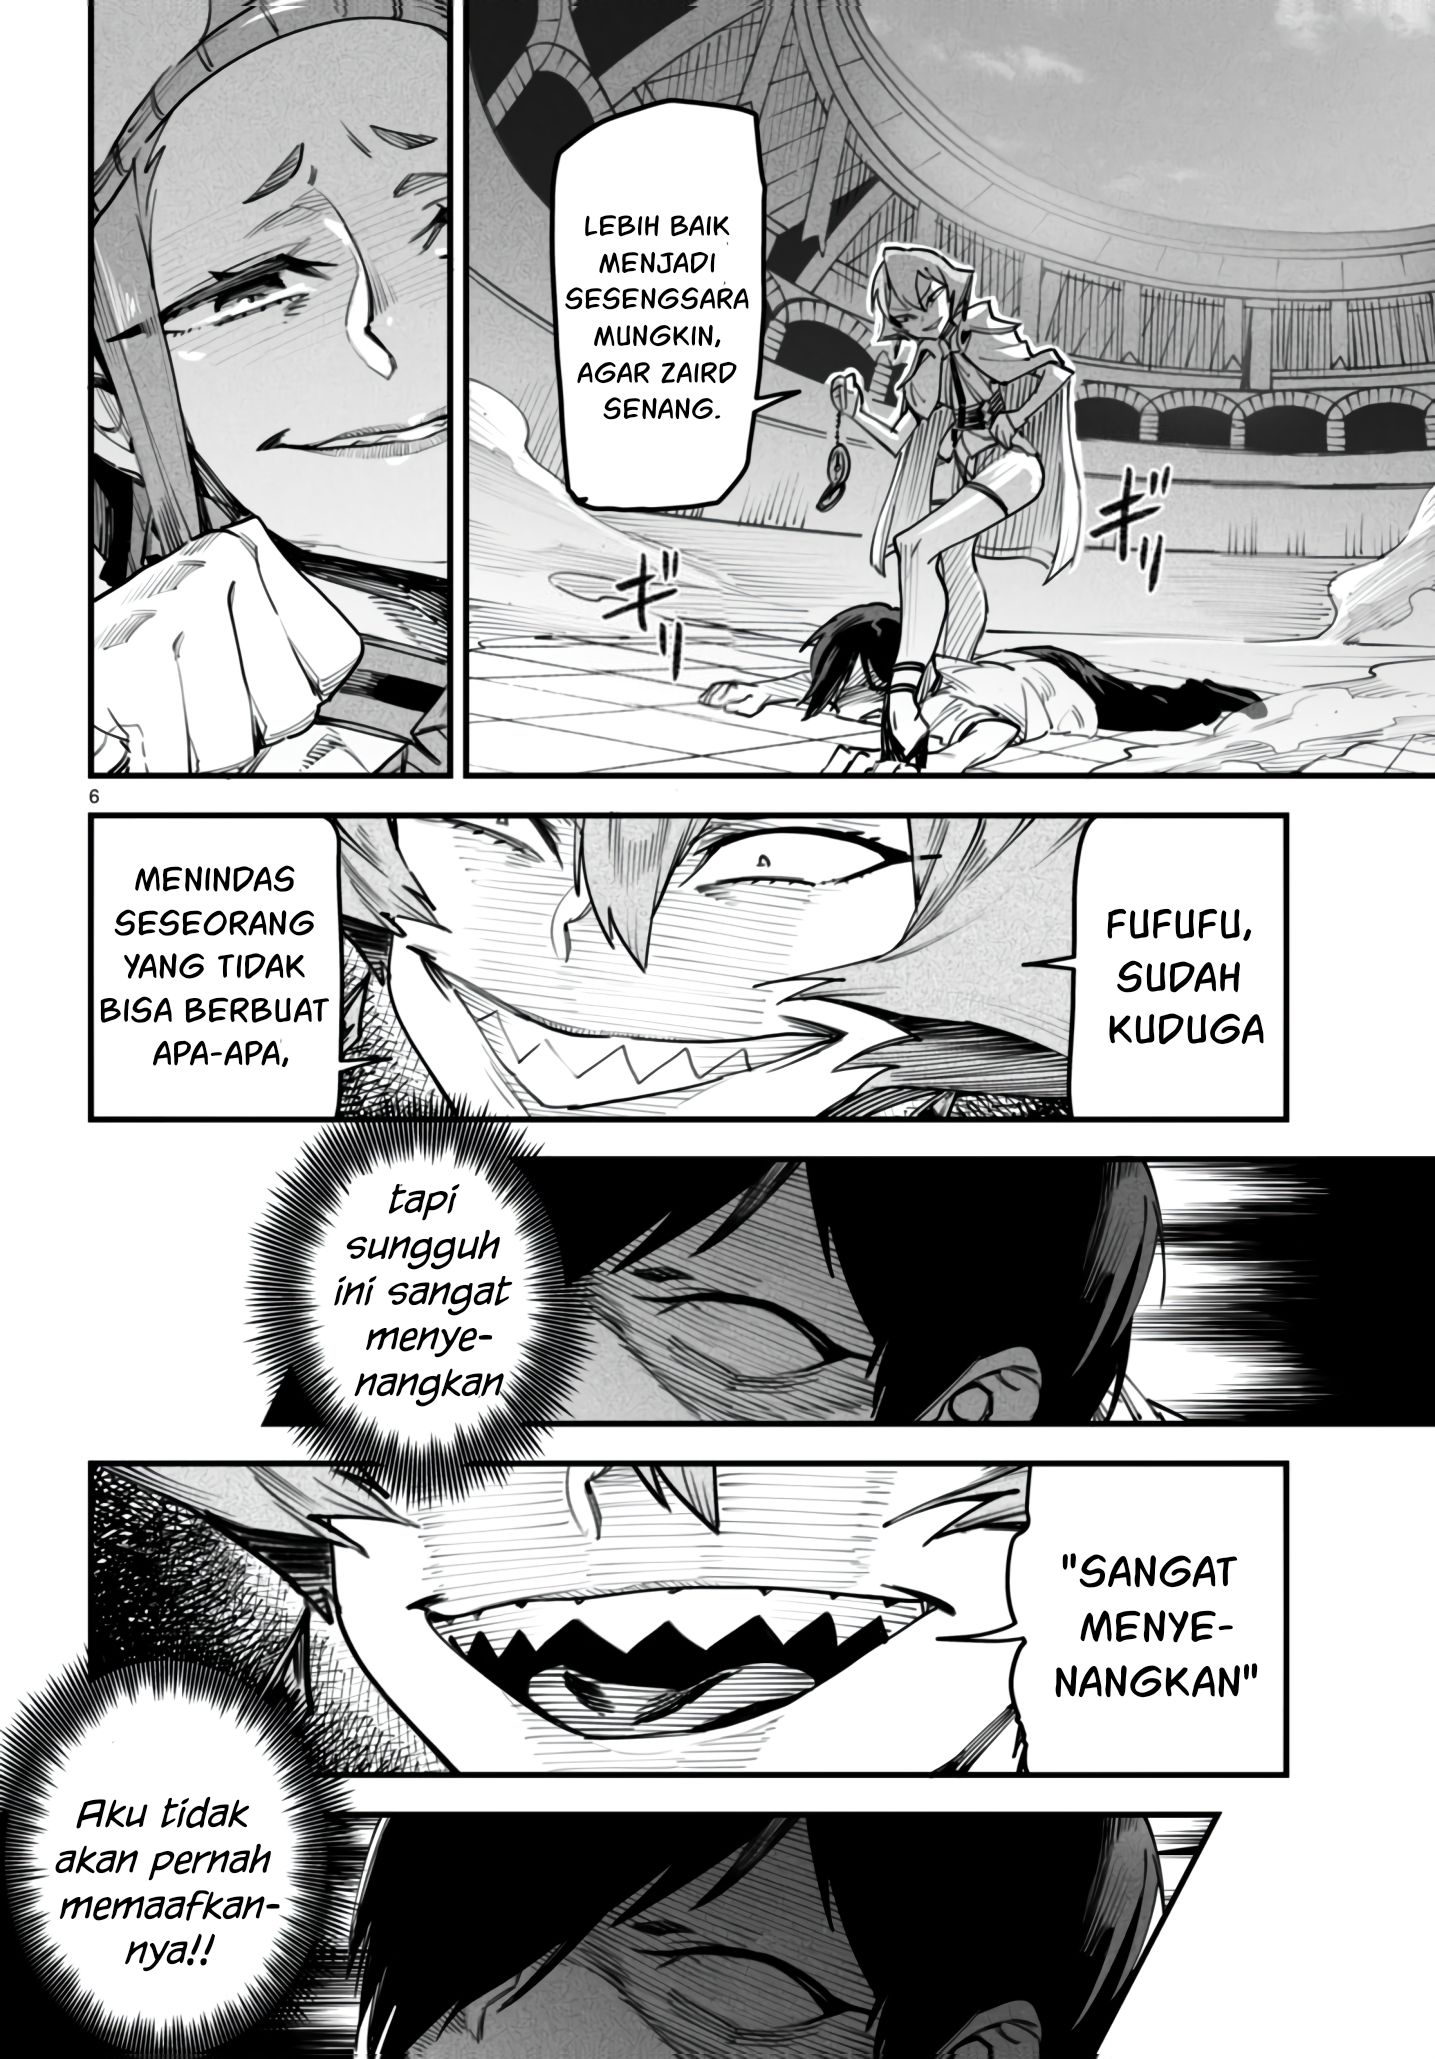 LEBIH BAIK
MENJADI
SESENGSARA
MUNGKIN,
AGAR ZAIRD
SENANG.
ギリ
ギリ
6
FUFUFU,
SUDAH
KUDUGA
MENINDAS
SESEORANG
YANG TIDAK
BISA BERBUAT
APA-APA,
tapi
sungguh
ini sangat
menye-
nangkan
"SANGAT
MENYE-
NANGKAN"
Aku tidak
akan pernah
memaafkan-
nya!!